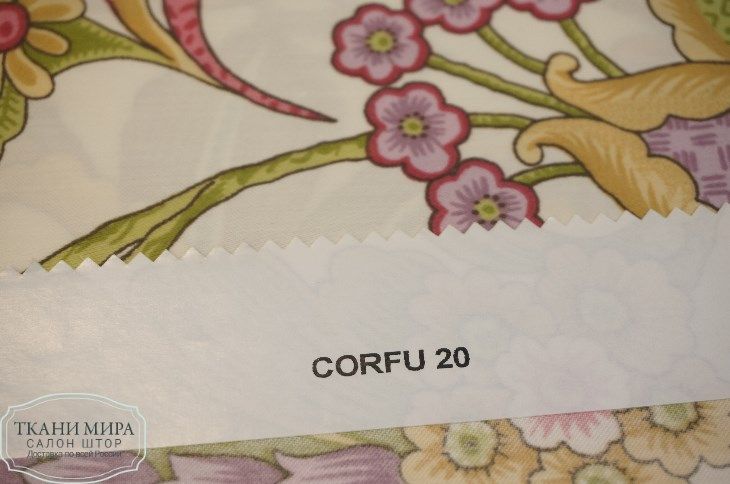 CORFU 20
ТКАНИ МИРА
САЛОН ШТОР
Доставка по всей России